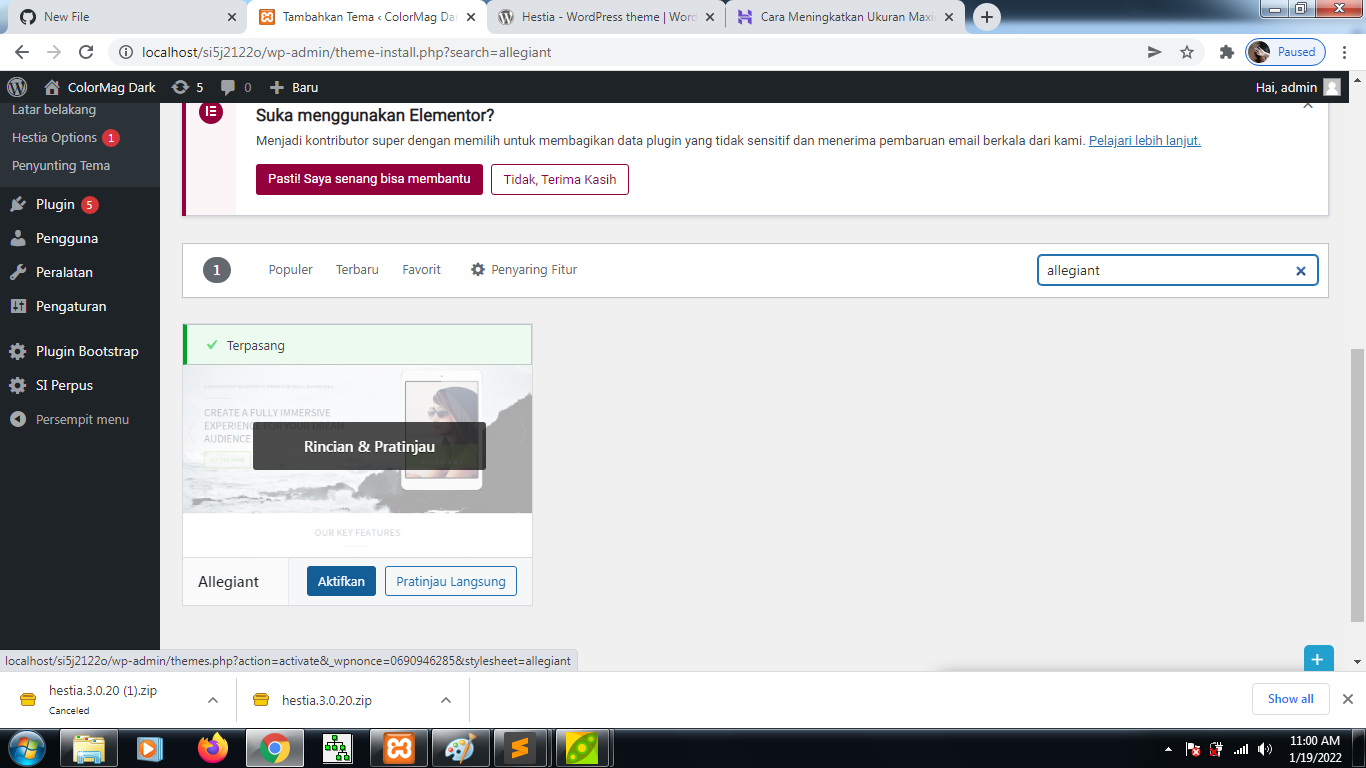 New File
Tambahkan Tema ‹ ColorMag Da
Hestia - WordPress theme | Word
Cara Meningkatkan Ukuran Maxi
localhost/si5j2122o/wp-admin/theme-install.php?search=allegiant
Paused
ColorMag Dark
5
0
Baru
Hai, admin
Latar belakang
Hestia Options 1
Penyunting Tema
Plugin 5
Pengguna
Peralatan
Pengaturan
Plugin Bootstrap
SI Perpus
Persempit menu
Suka menggunakan Elementor?
Menjadi kontributor super dengan memilih untuk membagikan data plugin yang tidak sensitif dan menerima pembaruan email berkala dari kami. Pelajari lebih lanjut.
Pasti! Saya senang bisa membantu
Tidak, Terima Kasih
1
Populer
Terbaru
Favorit
Penyaring Fitur
allegiant
Terpasang
CREATE A FULLY IMMERSIVE
EXPERIENCE FOR YOUR DREAM
AUDIENCE
Rincian & Pratinjau
OUR KEY FEATURES
Allegiant
Aktifkan
Pratinjau Langsung
localhost/si5j2122o/wp-admin/themes.php?action=activate&_wpnonce=0690946285&stylesheet=allegiant
hestia.3.0.20 (1).zip
Canceled
hestia.3.0.20.zip
Show all
11:00 AM
1/19/2022